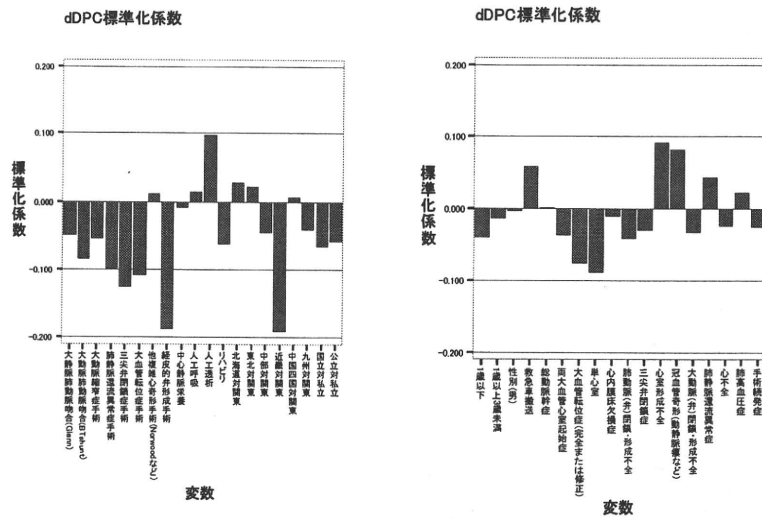 dDPC標準化係数
0.200
0.100
0.000
-0.100
-0.200
標準化係数
大静脈肺動脈吻合(Glenn)
大動脈肺動脈吻合(BTshunt)
大動脈縮窄症手術
肺静脈還流異常症手術
三尖弁閉鎖症手術
大血管転位症手術
他複雑心奇形手術(Norwoodなど)
経皮的弁形成手術
中心静脈栄養
人工呼吸
人工透析
リハビリ
北海道対関東
東北対関東
中部対関東
近畿対関東
中国四国対関東
九州対関東
国立対私立
公立対私立
変数
dDPC標準化係数
0.200
0.100
0.000
-0.100
-0.200
標準化係数
1歳以下
1歳以上3歳未満
性別(男)
救急車搬送
総動脈幹症
両大血管心室起始症
大血管転位症(完全または修正)
単心室
心内膜床欠損症
肺動脈(弁)閉鎖・形成不全
三尖弁閉鎖症
心室形成不全
冠血管奇形(動静脈瘻など)
大動脈(弁)閉鎖・形成不全
肺静脈還流異常症
心不全
肺高血圧症
手術続発症
変数